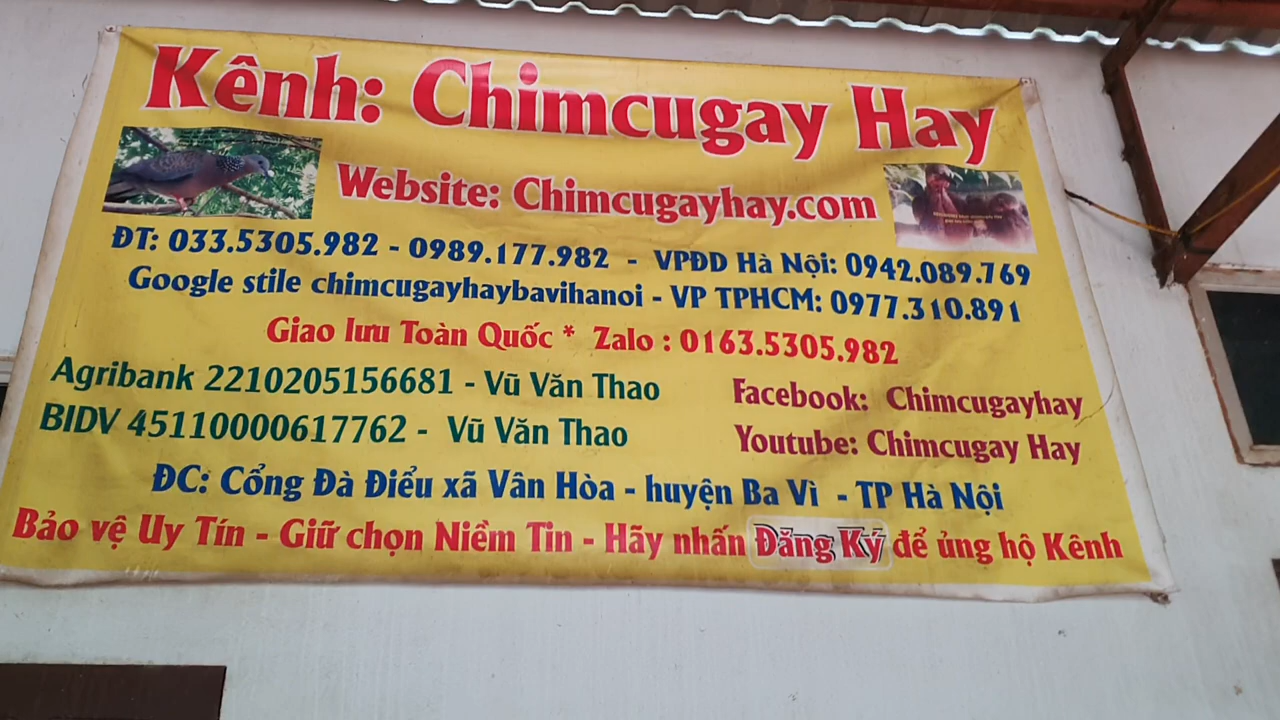 Kênh: Chimcugay Hay
Website: Chimcugayhay.com
ĐT: 033.5305.982 - 0989.177.982 - VPĐD Hà Nội: 0942.089.769
Google stile chimcugayhaybavihanoi - VP TPHCM: 0977.310.891
Giao lưu Toàn Quốc * Zalo : 0163.5305.982
Agribank 2210205156681 - Vũ Văn Thao
BIDV 45110000617762 - Vũ Văn Thao
Facebook: Chimcugayhay
Youtube: Chimcugay Hay
ĐC: Cổng Đà Điểu xã Vân Hòa - huyện Ba Vì - TP Hà Nội
Bảo vệ Uy Tín - Giữ chọn Niềm Tin - Hãy nhấn Đăng Ký để ủng hộ Kênh